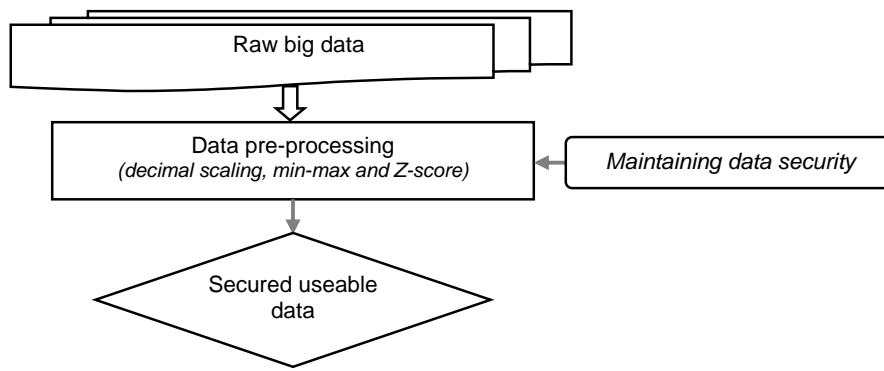 Raw big data
Data pre-processing
(decimal scaling, min-max and Z-score)
Maintaining data security
Secured useable
data